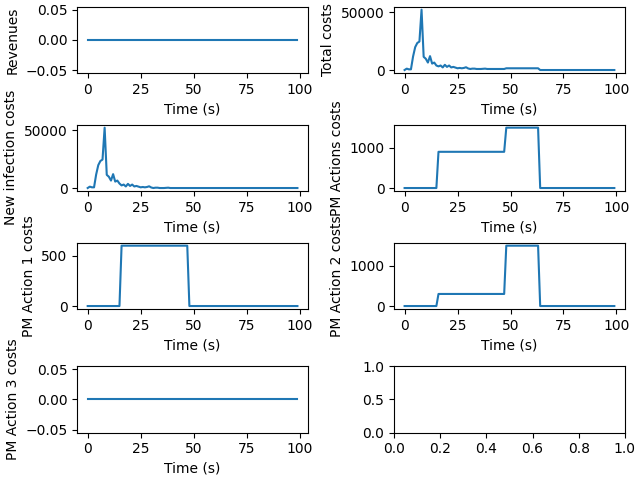 Revenues
0.05
0.00
−0.05
0 25 50 75 100
Time (s)
Total costs
50000
0
0 25 50 75 100
Time (s)
New infection costs
50000
0
0 25 50 75 100
Time (s)
PM Actions costs
1000
0
0 25 50 75 100
Time (s)
PM Action 1 costs
500
0
0 25 50 75 100
Time (s)
PM Action 2 costs
1000
0
0 25 50 75 100
Time (s)
PM Action 3 costs
0.05
0.00
−0.05
0 25 50 75 100
Time (s)
1.0
0.5
0.0
0.0 0.2 0.4 0.6 0.8 1.0